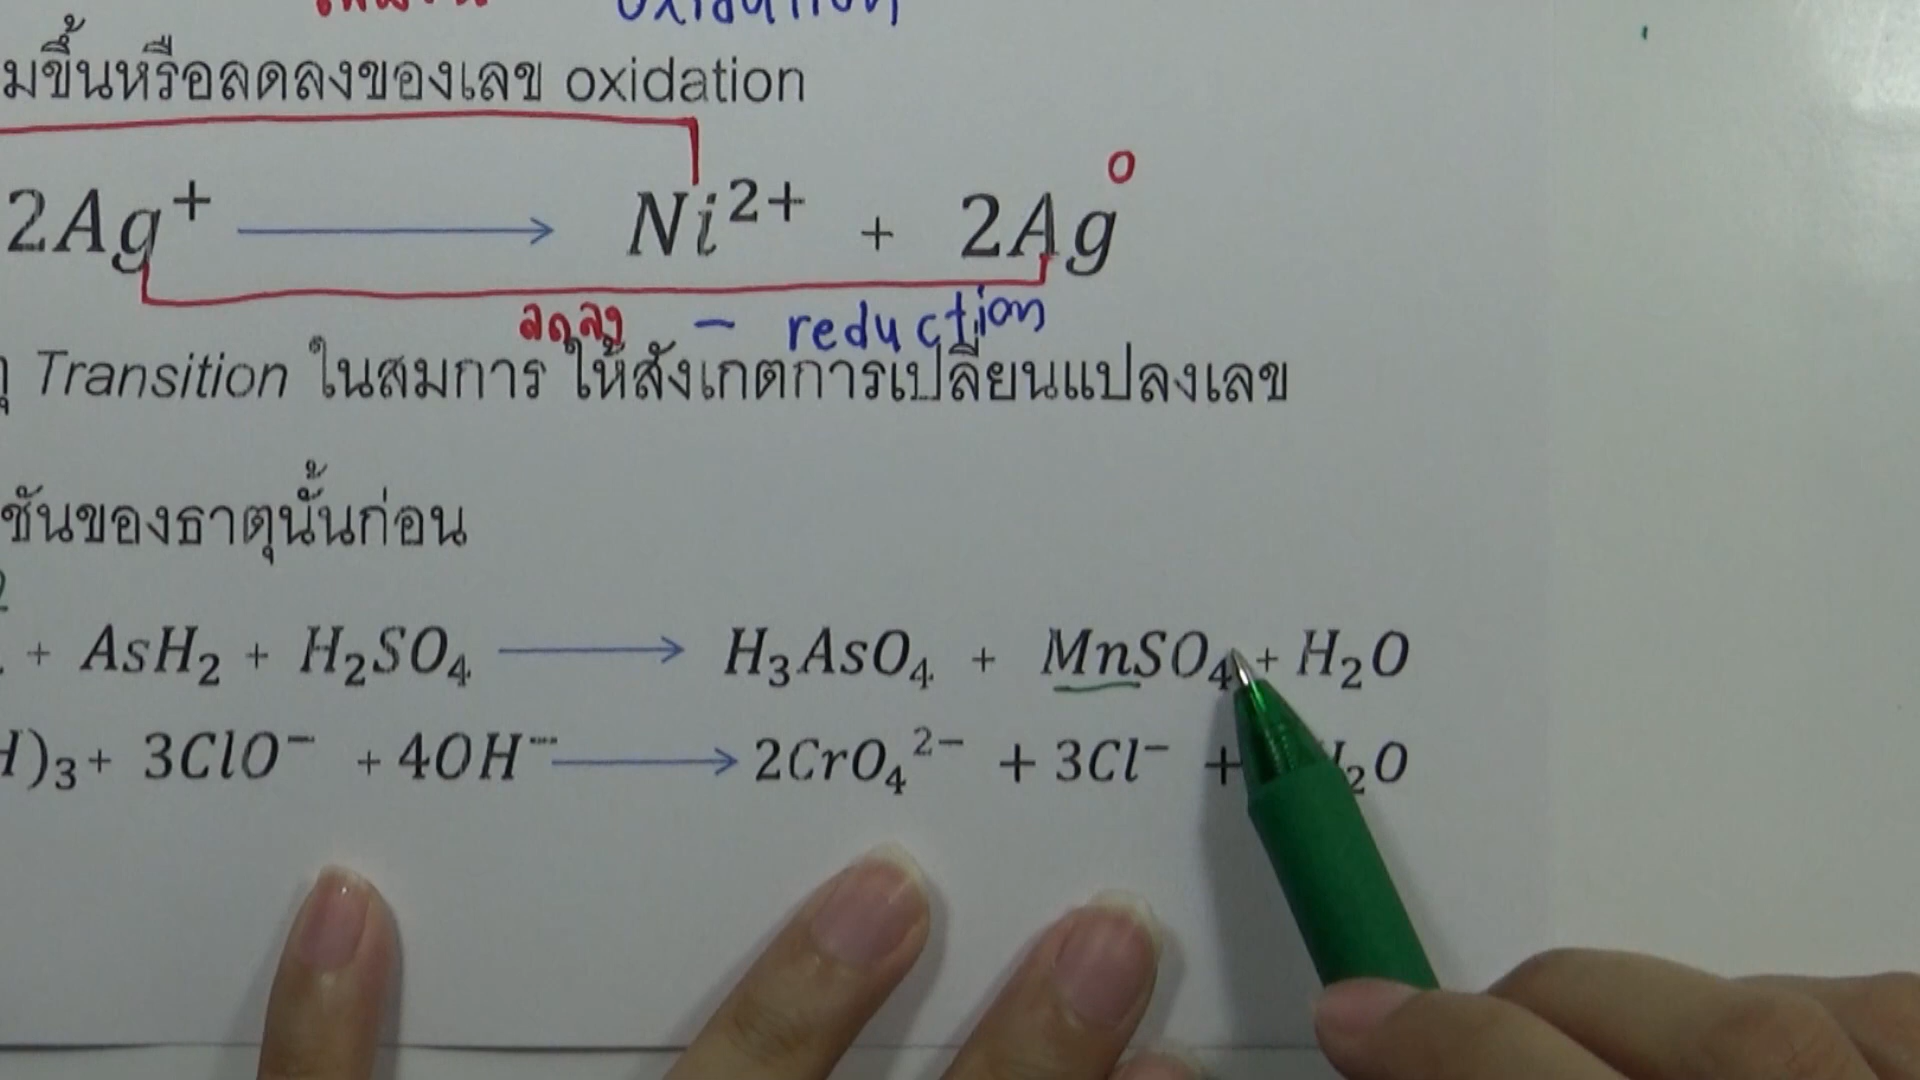 oxidation
มขึ้นหรือลดลงของเลข oxidation
0
2Ag⁺ ⟶ Ni²⁺ + 2Ag
ลดลง – reduction
Transition ในสมการ ให้สังเกตการเปลี่ยนแปลงเลข
ชันของธาตุนั้นก่อน
+ AsH₂ + H₂SO₄ ⟶ H₃AsO₄ + MnSO₄ + H₂O
)₃ + 3ClO⁻ + 4OH⁻ ⟶ 2CrO₄²⁻ + 3Cl⁻ + ₂O